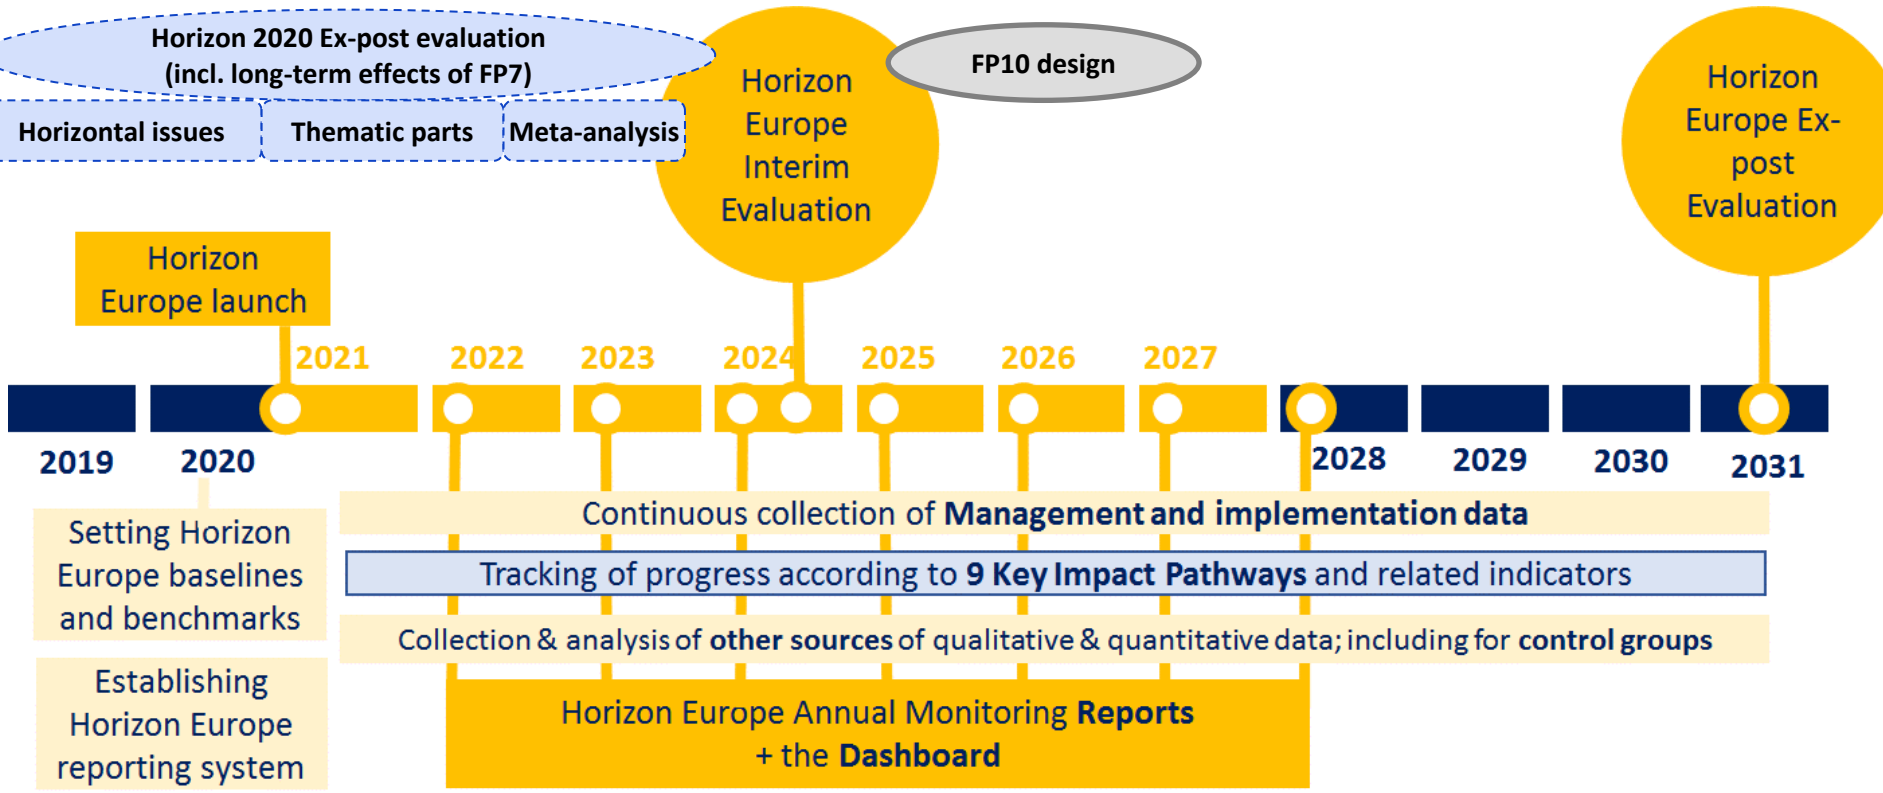 Horizon 2020 Ex-post evaluation
(incl. long-term effects of FP7)
Horizontal issues
Thematic parts
Meta-analysis
Horizon
Europe
Interim
Evaluation
FP10 design
Horizon
Europe Ex-
post
Evaluation
Horizon
Europe launch
2021
2022
2023
2024
2025
2026
2027
2019
2020
2028
2029
2030
2031
Setting Horizon
Europe baselines
and benchmarks
Establishing
Horizon Europe
reporting system
Continuous collection of Management and implementation data
Tracking of progress according to 9 Key Impact Pathways and related indicators
Collection & analysis of other sources of qualitative & quantitative data; including for control groups
Horizon Europe Annual Monitoring Reports
+ the Dashboard